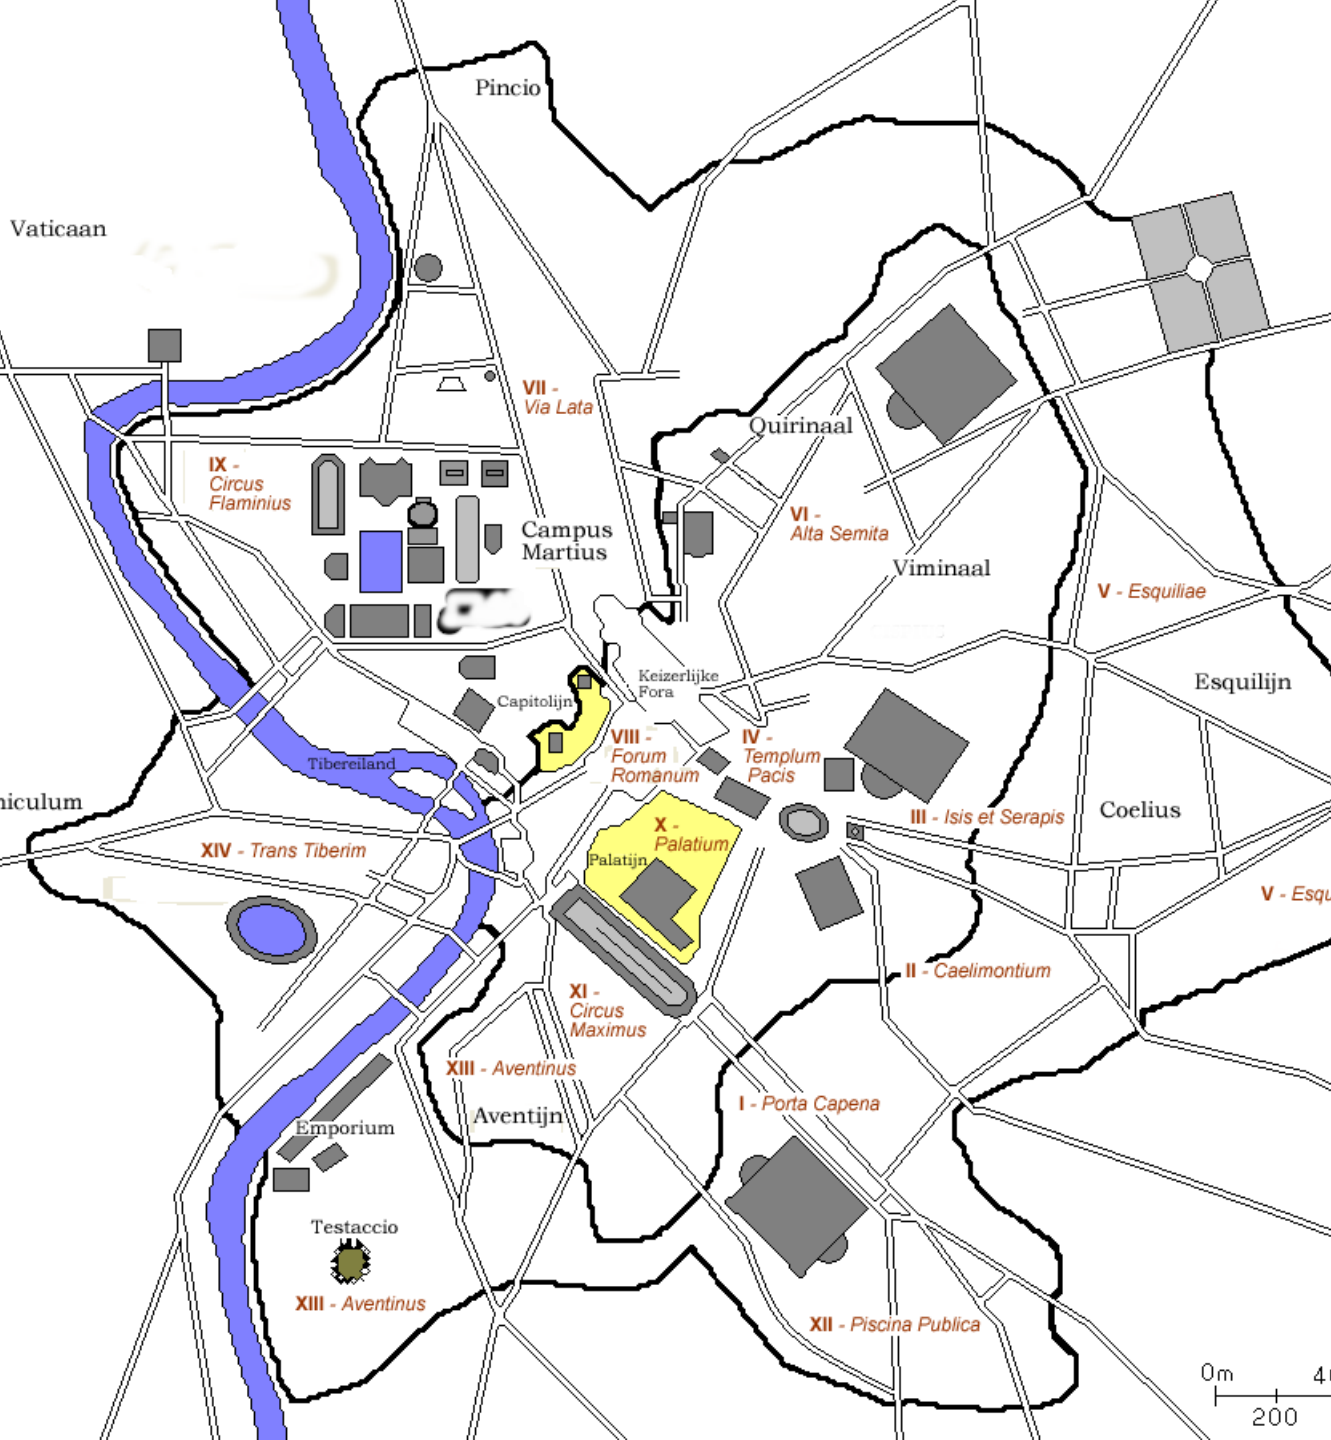 Pincio
Vaticaan
VII -
Via Lata
Quirinaal
IX -
Circus
Flaminius
VI -
Alta Semita
Campus
Martius
Viminaal
V - Esquiliae
Keizerlijke
Fora
Esquilijn
Capitolijn
VIII -
Forum
Romanum
IV -
Templum
Pacis
Tibereiland
niculum
Coelius
III - Isis et Serapis
X -
Palatium
XIV - Trans Tiberim
Palatijn
V - Esqu
II - Caelimontium
XI -
Circus
Maximus
XIII - Aventinus
I - Porta Capena
Aventijn
Emporium
Testaccio
XIII - Aventinus
XII - Piscina Publica
0m
200